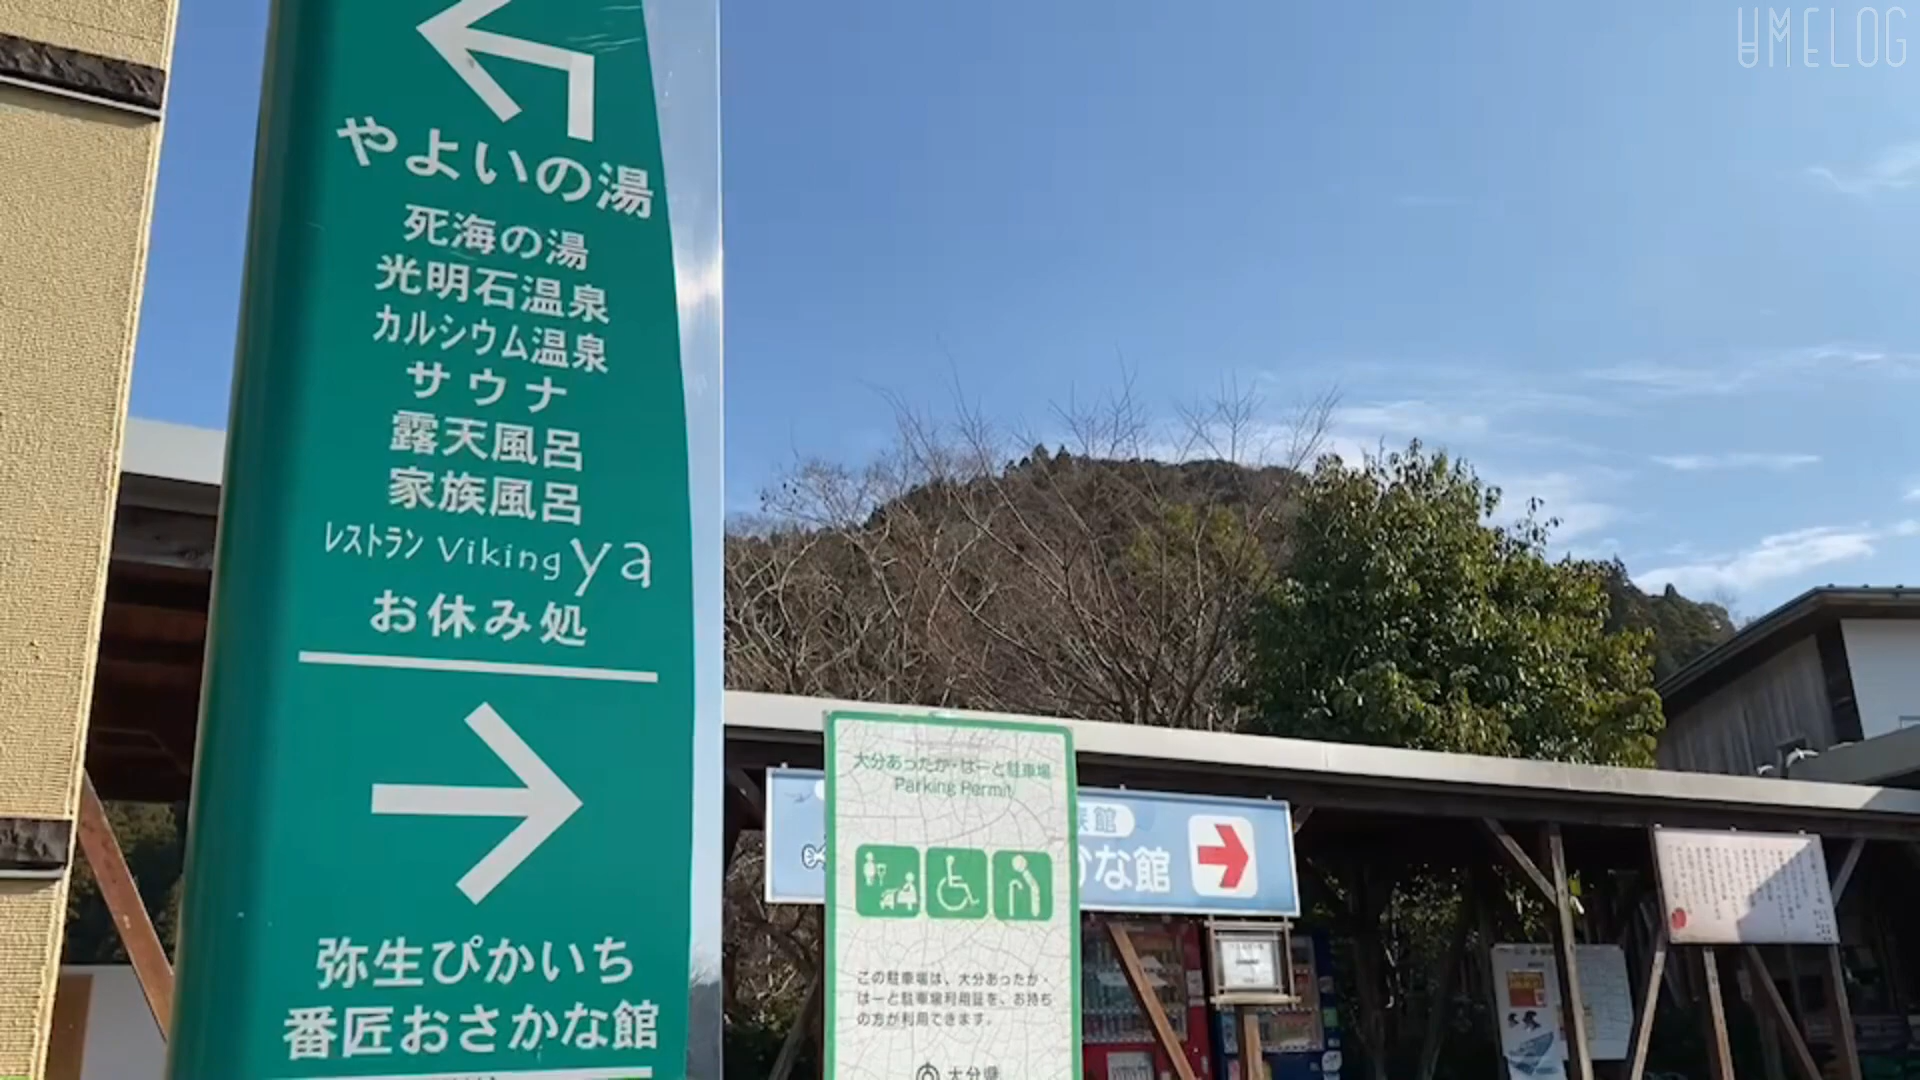 UMELOG
やよいの湯
死海の湯
光明石温泉
カルシウム温泉
サウナ
露天風呂
家族風呂
レストラン Viking ya
お休み処
弥生ぴかいち
番匠おさかな館
大分あったか・はーと駐車場
Parking Permit
この駐車場は、大分あったか・
はーと駐車場利用証を、お持ち
の方が利用できます。
大分県
族館
かな館